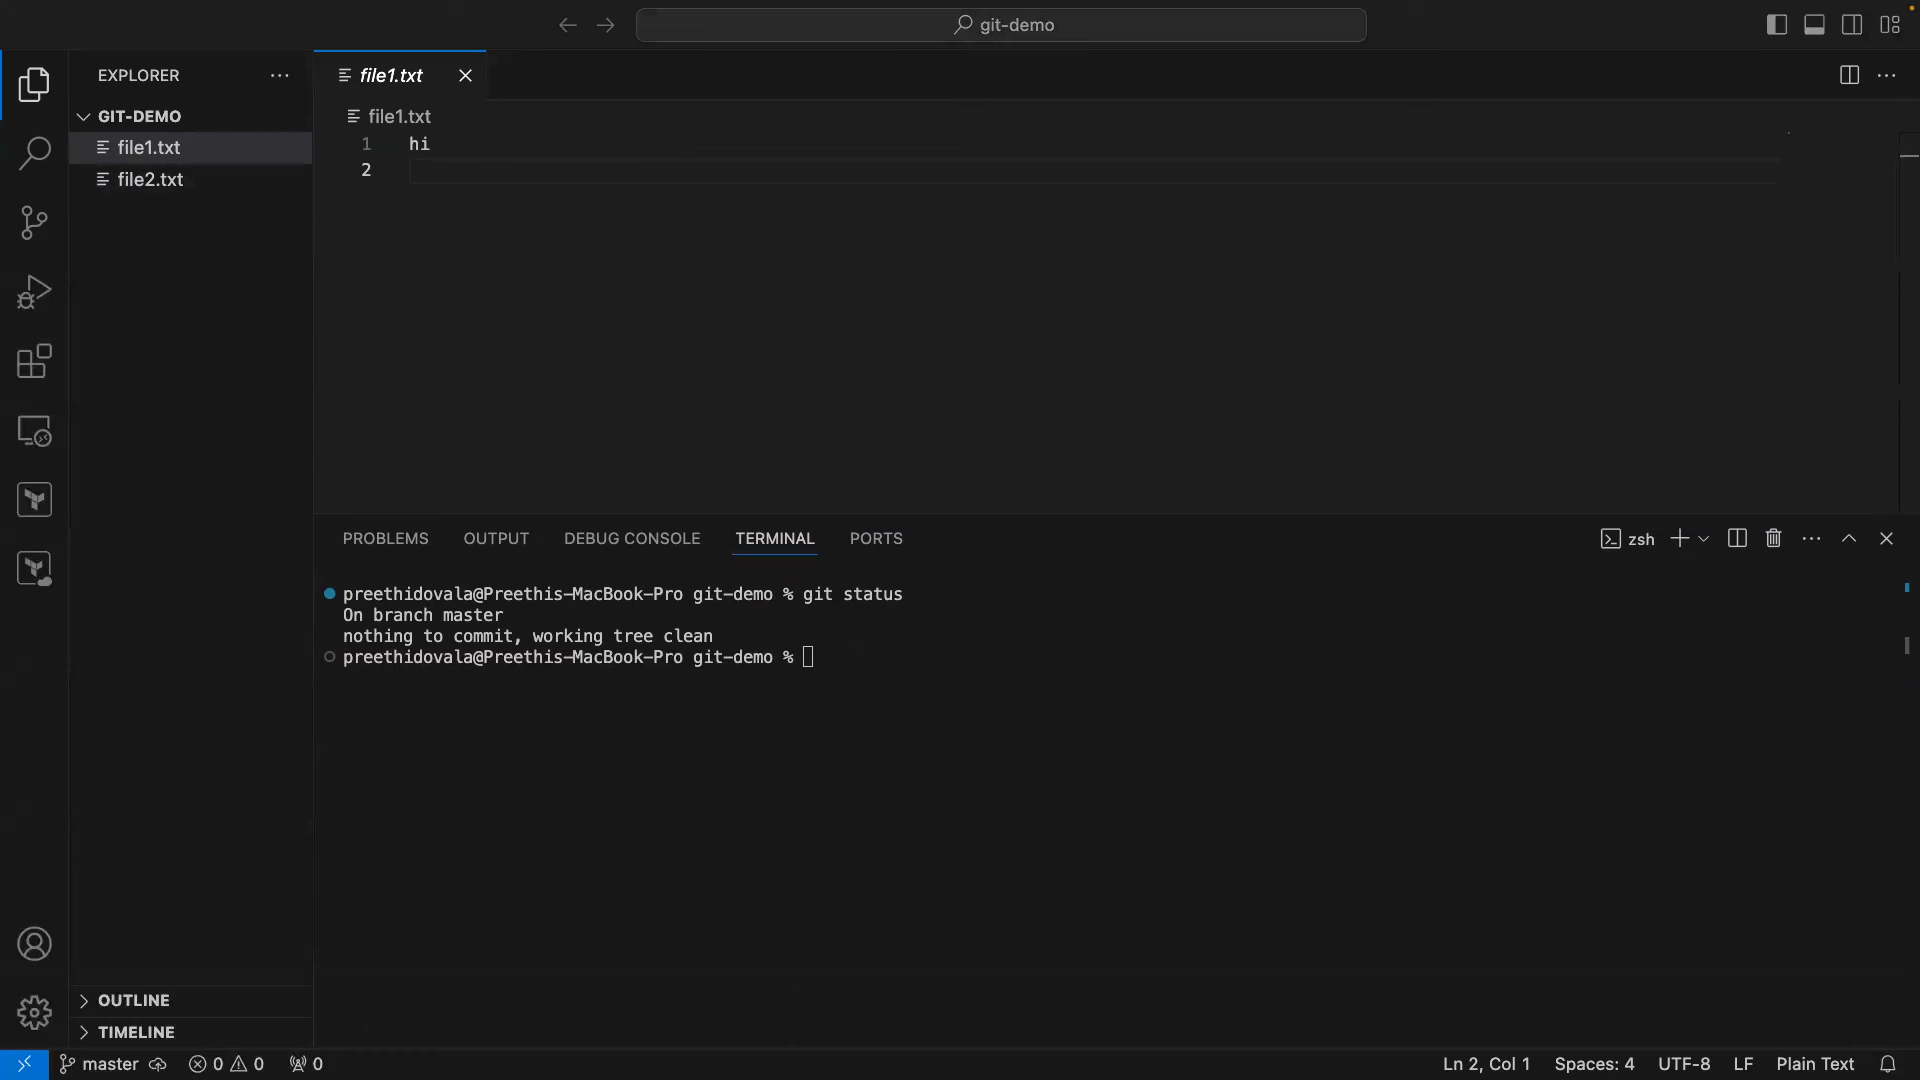 git-demo
EXPLORER
GIT-DEMO
file1.txt
file2.txt
OUTLINE
TIMELINE
file1.txt
file1.txt
1 hi
2
PROBLEMS OUTPUT DEBUG CONSOLE TERMINAL PORTS
zsh
preethidovala@Preethis-MacBook-Pro git-demo % git status
On branch master
nothing to commit, working tree clean
preethidovala@Preethis-MacBook-Pro git-demo %
master 0 0 0 Ln 2, Col 1 Spaces: 4 UTF-8 LF Plain Text